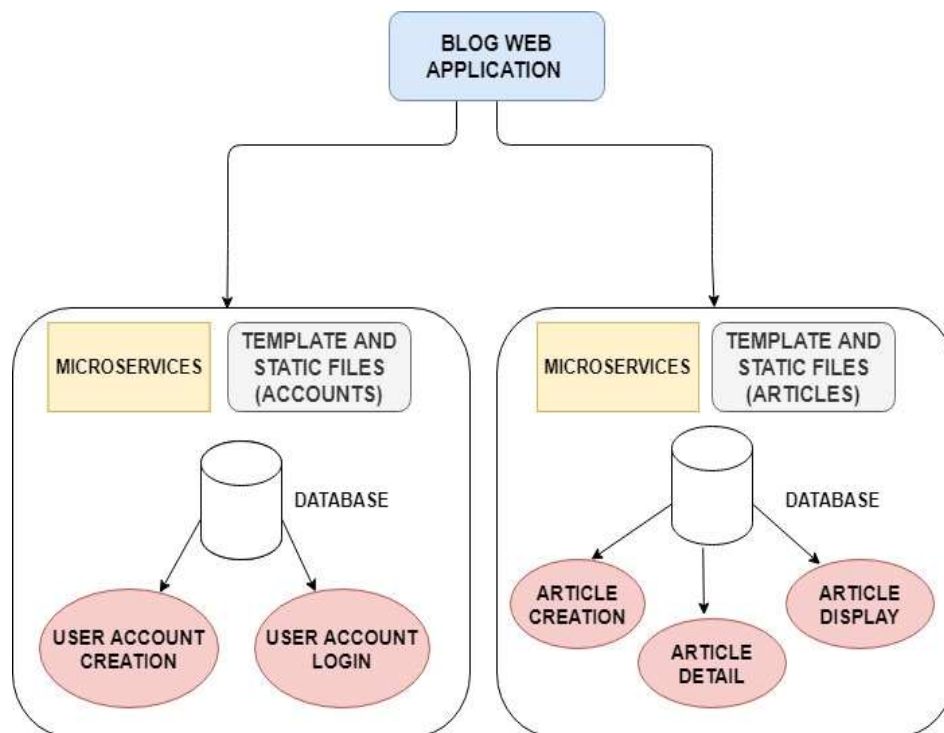 BLOG WEB
APPLICATION
MICROSERVICES
TEMPLATE AND
STATIC FILES
(ACCOUNTS)
DATABASE
USER ACCOUNT
CREATION
USER ACCOUNT
LOGIN
MICROSERVICES
TEMPLATE AND
STATIC FILES
(ARTICLES)
DATABASE
ARTICLE
CREATION
ARTICLE
DETAIL
ARTICLE
DISPLAY